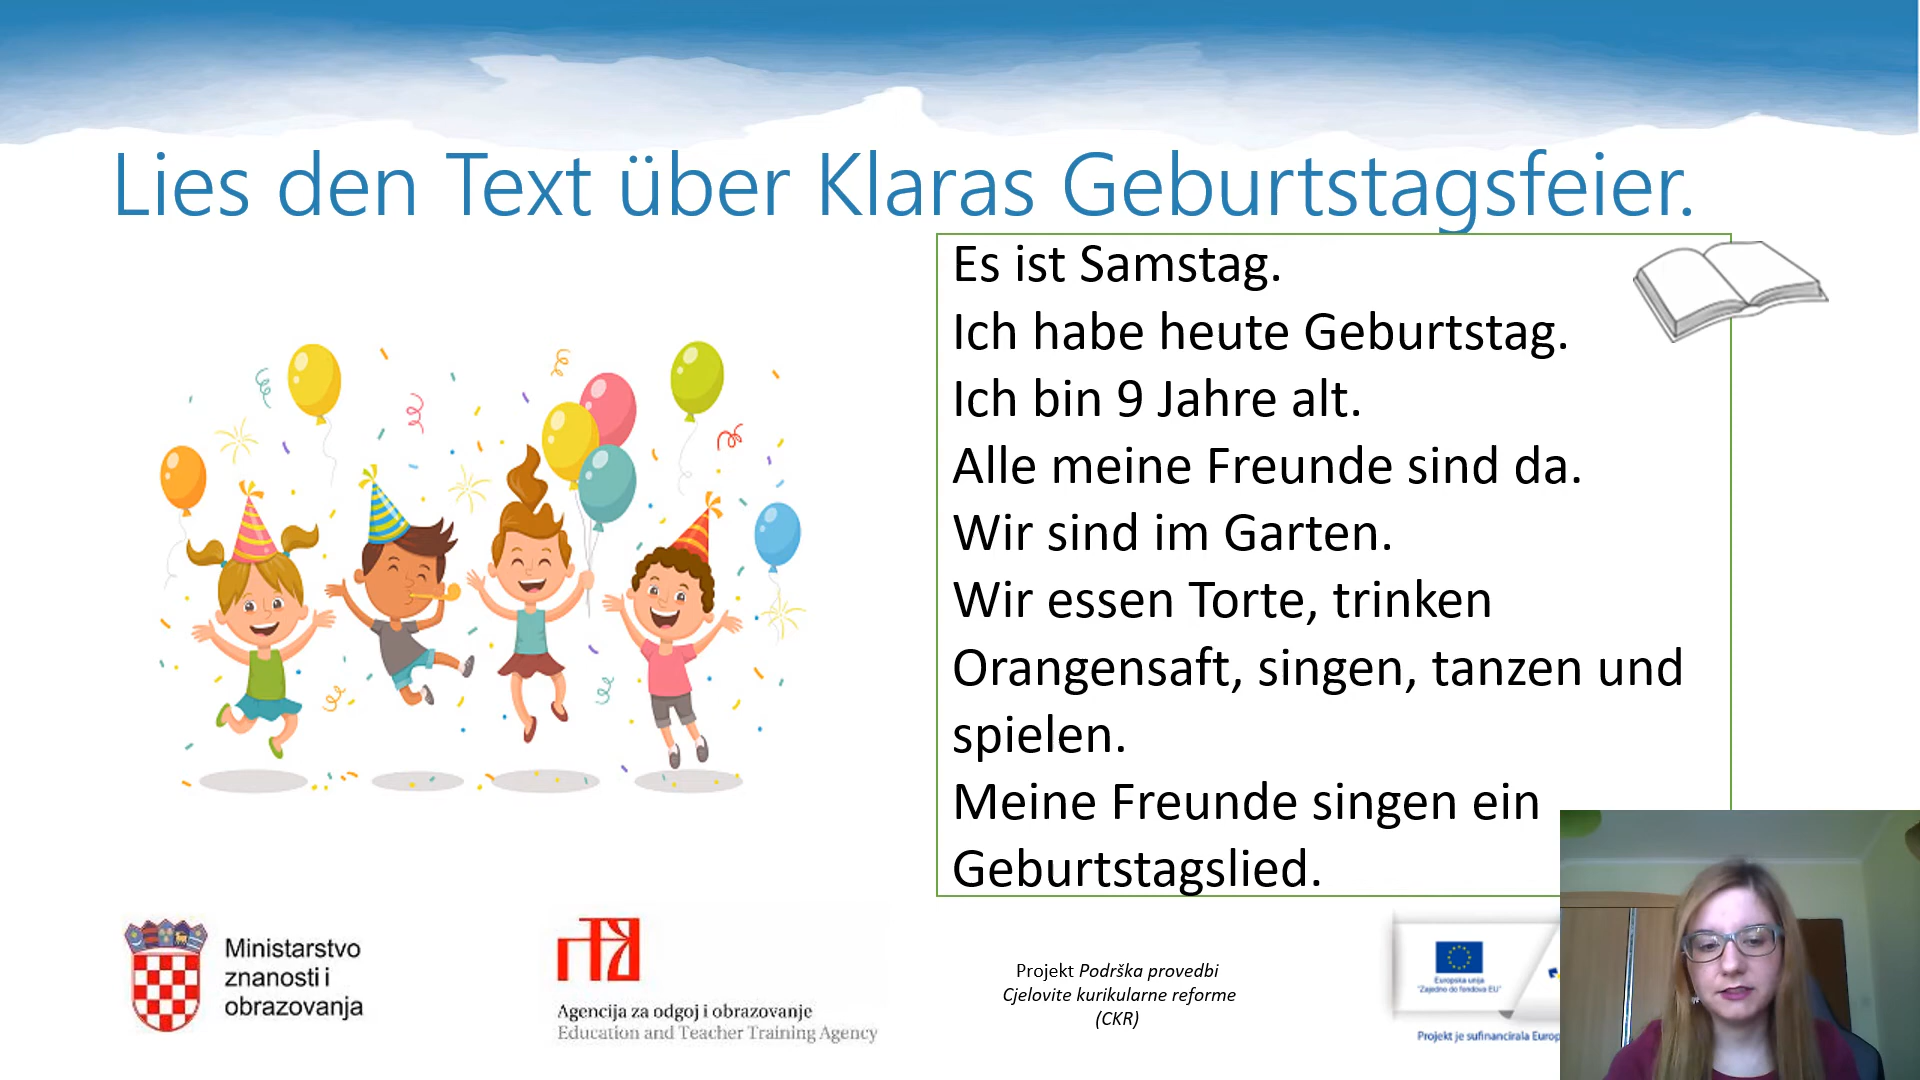 Lies den Text über Klaras Geburtstagsfeier.
Es ist Samstag.
Ich habe heute Geburtstag.
Ich bin 9 Jahre alt.
Alle meine Freunde sind da.
Wir sind im Garten.
Wir essen Torte, trinken
Orangensaft, singen, tanzen und
spielen.
Meine Freunde singen ein
Geburtstagslied.
Ministarstvo
znanosti i
obrazovanja
Agencija za odgoj i obrazovanje
Education and Teacher Training Agency
Projekt Podrška provedbi
Cjelovite kurikularne reforme
(CKR)
Europska unija
"Zajedno do fondova EU"
Projekt je sufinancirala Europ